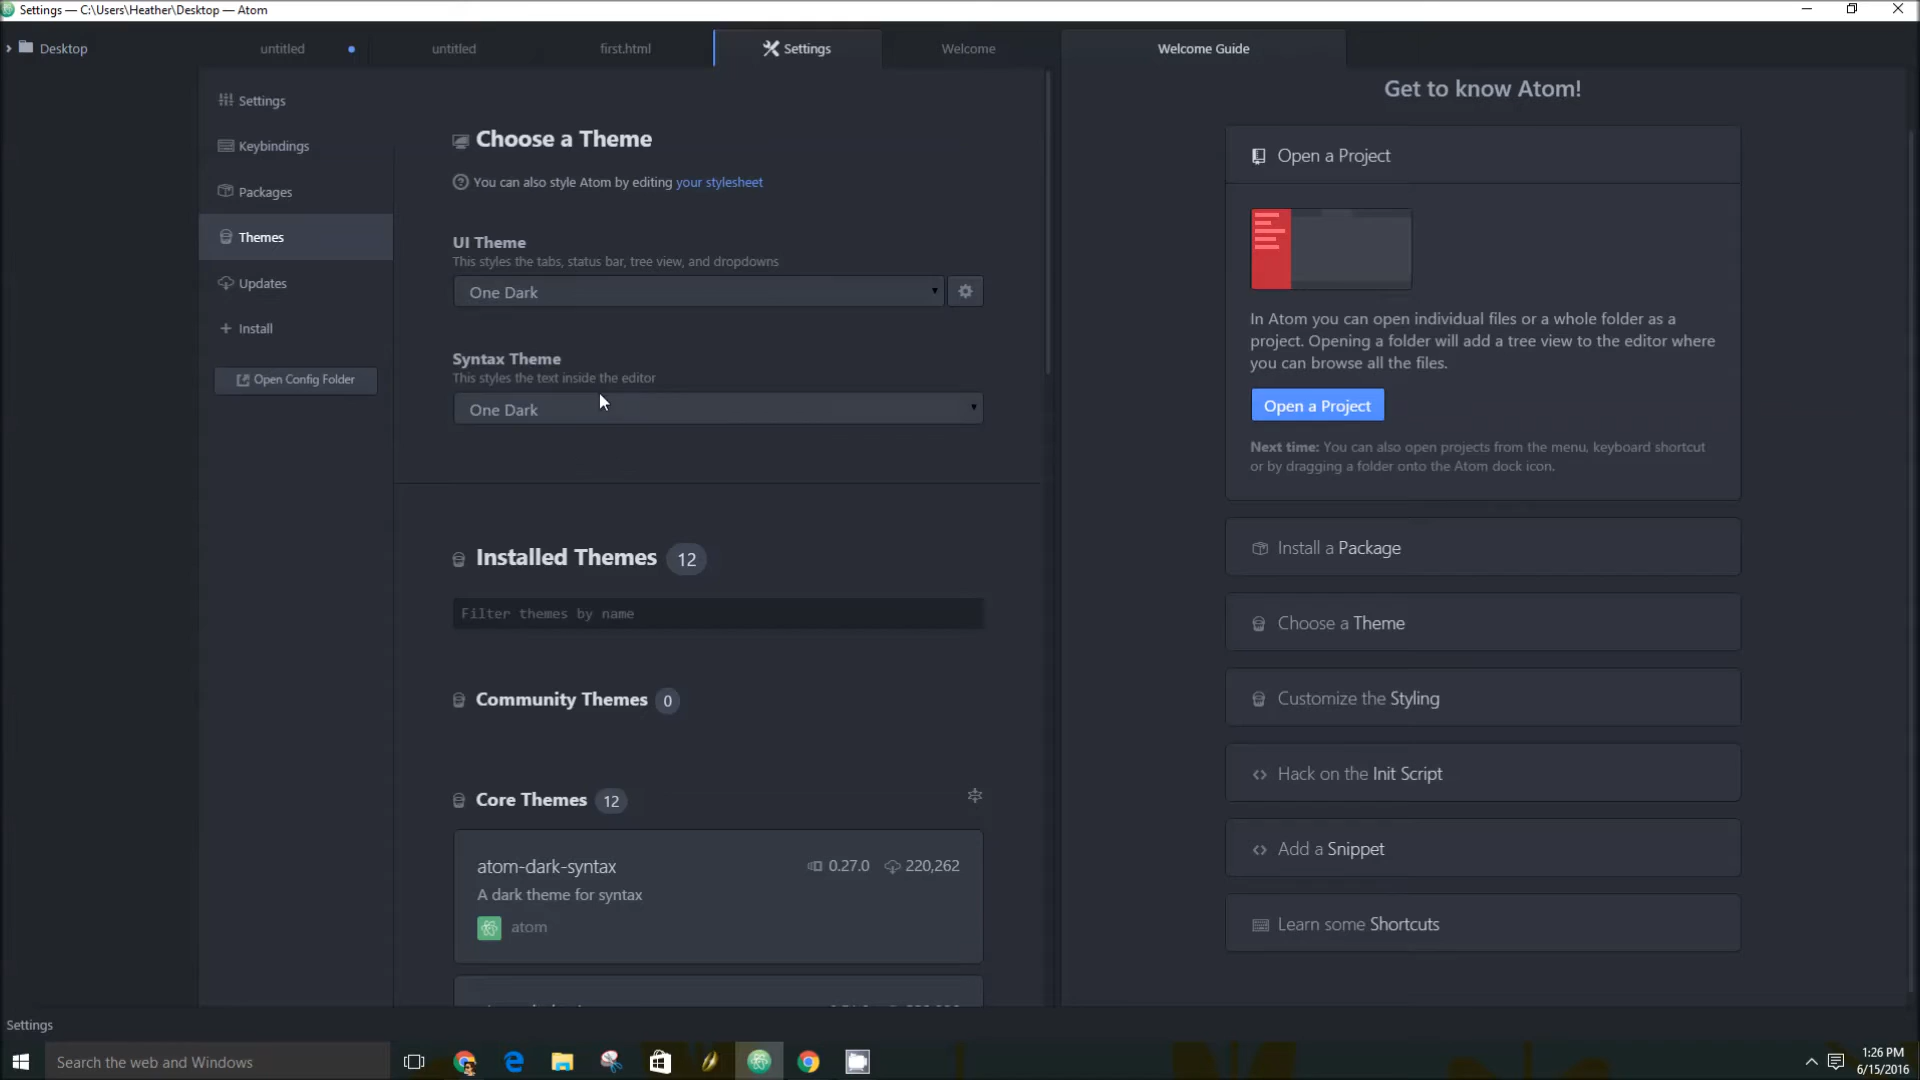 Settings — C:\Users\Heather\Desktop — Atom
Desktop
untitled
untitled
first.html
Settings
Welcome
Welcome Guide
Settings
Keybindings
Packages
Themes
Updates
Install
Open Config Folder
Choose a Theme
You can also style Atom by editing your stylesheet
UI Theme
This styles the tabs, status bar, tree view, and dropdowns
One Dark
Syntax Theme
This styles the text inside the editor
One Dark
Installed Themes 12
Filter themes by name
Community Themes 0
Core Themes 12
atom-dark-syntax
0.27.0
220,262
A dark theme for syntax
atom
Get to know Atom!
Open a Project
In Atom you can open individual files or a whole folder as a
project. Opening a folder will add a tree view to the editor where
you can browse all the files.
Open a Project
Next time: You can also open projects from the menu, keyboard shortcut
or by dragging a folder onto the Atom dock icon.
Install a Package
Choose a Theme
Customize the Styling
Hack on the Init Script
Add a Snippet
Learn some Shortcuts
Settings
Search the web and Windows
1:26 PM
6/15/2016